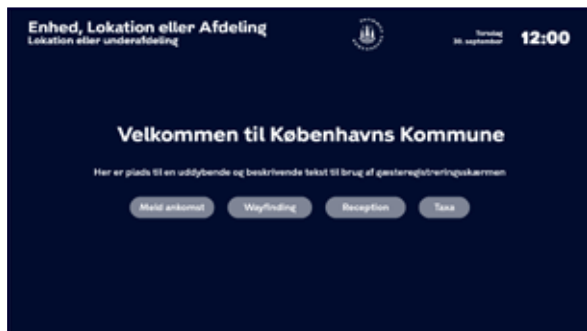 Enhed, Lokation eller Afdeling
Lokation eller underafdeling
Torsdag
30. september
12:00
Velkommen til Københavns Kommune
Her er plads til en uddybende og beskrivende tekst til brug af gæsteregistreringsskærmen
Meld ankomst
Wayfinding
Reception
Taxa